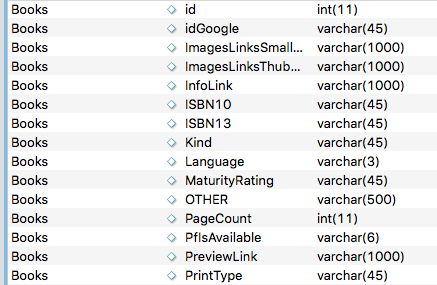 Books id int(11)
Books idGoogle varchar(45)
Books ImagesLinksSmall... varchar(1000)
Books ImagesLinksThub... varchar(1000)
Books InfoLink varchar(1000)
Books ISBN10 varchar(45)
Books ISBN13 varchar(45)
Books Kind varchar(45)
Books Language varchar(3)
Books MaturityRating varchar(45)
Books OTHER varchar(500)
Books PageCount int(11)
Books PfIsAvailable varchar(6)
Books PreviewLink varchar(1000)
Books PrintType varchar(45)